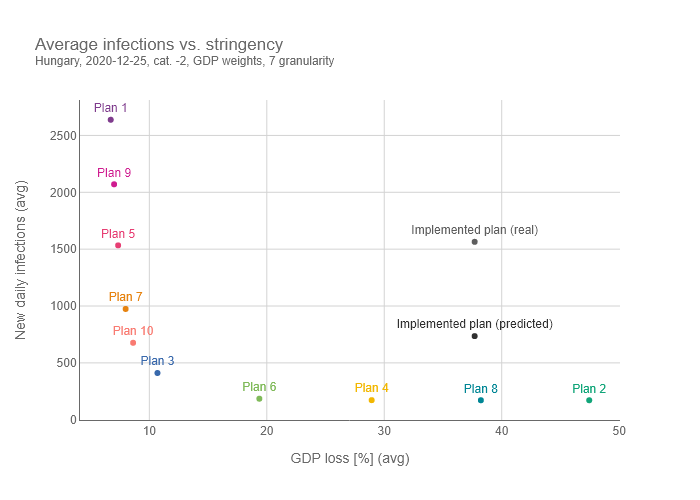 Average infections vs. stringency
Hungary, 2020-12-25, cat. -2, GDP weights, 7 granularity
Plan 1
2500
Plan 9
2000
Plan 5
Implemented plan (real)
1500
Plan 7
1000
Implemented plan (predicted)
Plan 10
Plan 3
500
Plan 6
Plan 4
Plan 8
Plan 2
0
10
20
30
40
50
New daily infections (avg)
GDP loss [%] (avg)